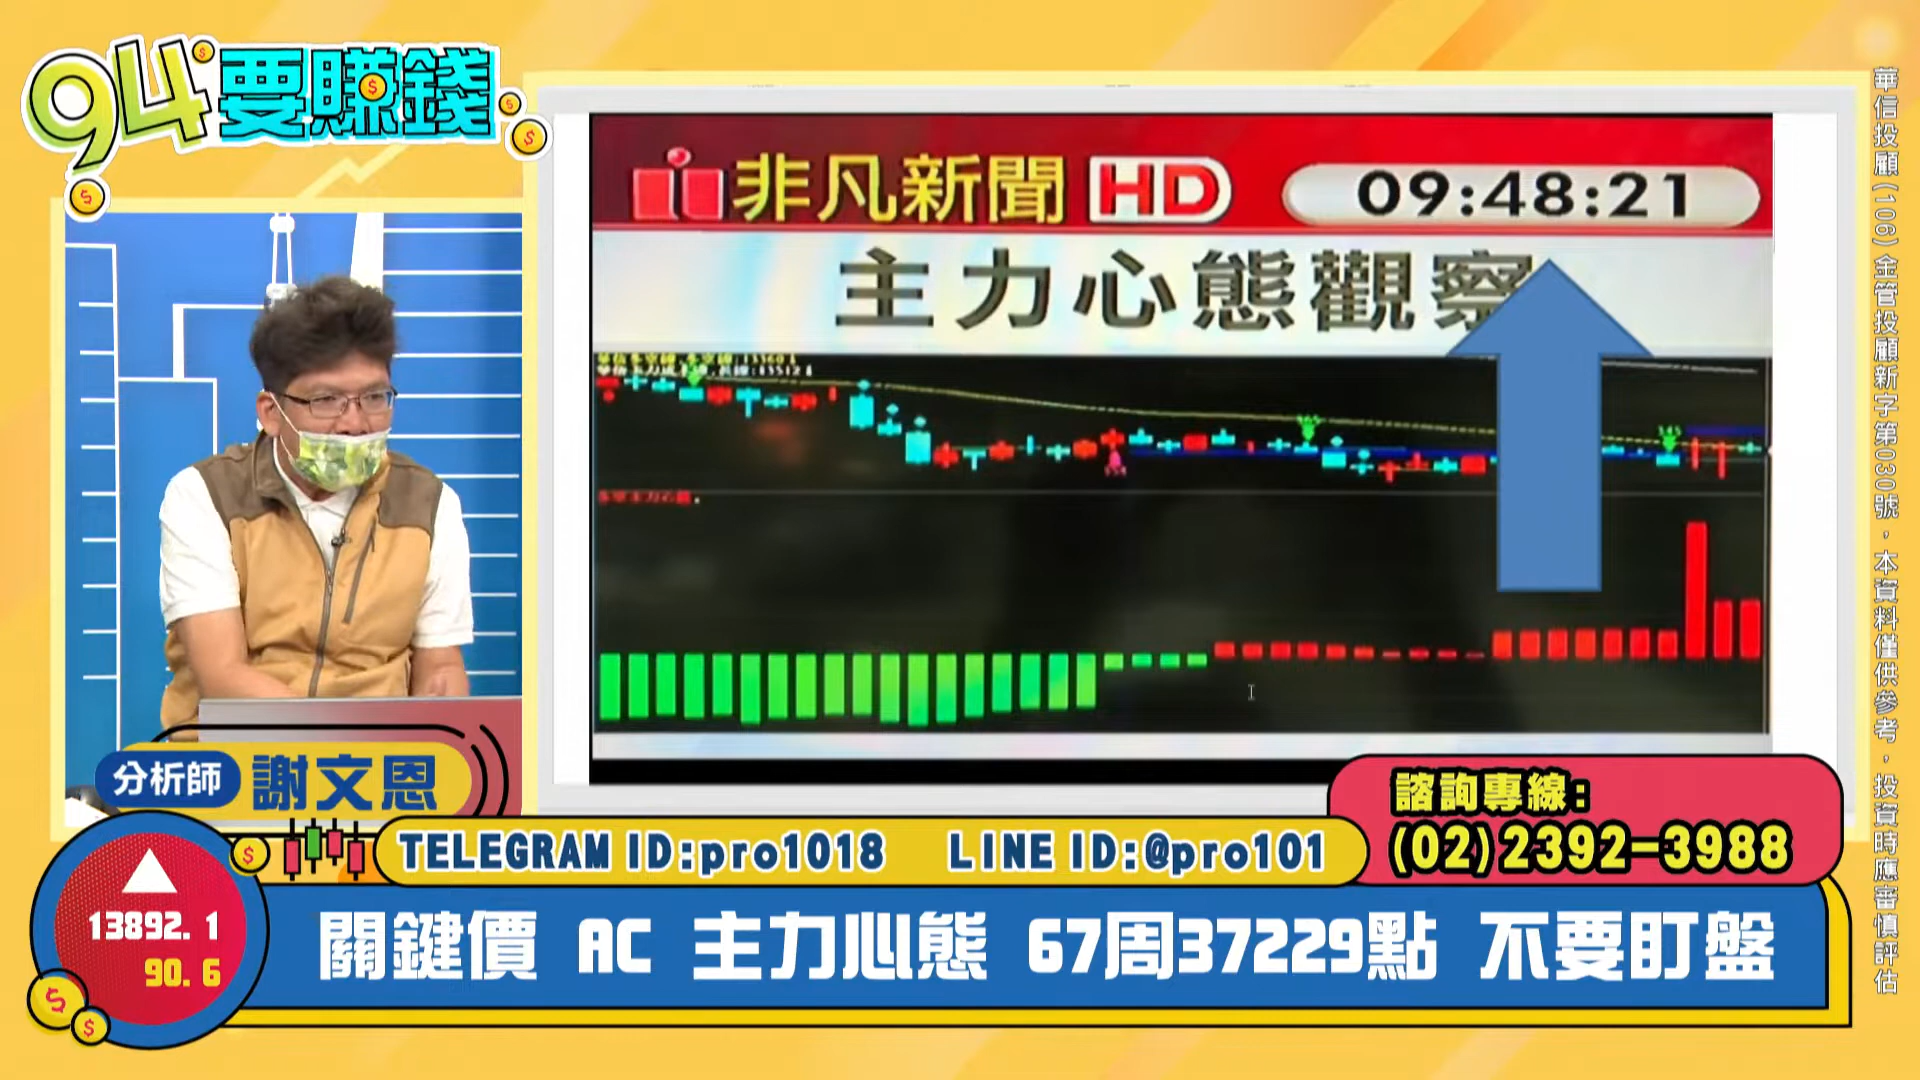 94要賺錢
非凡新聞 HD 09:48:21
主力心態觀察
分析師 謝文恩
TELEGRAM ID:pro1018 LINE ID:@pro101
諮詢專線:
(02)2392-3988
13892.1
90.6
關鍵價 AC 主力心態 67周37229點 不要盯盤
華信投顧(106)金管投顧新字第030號，本資料僅供參考，投資時應審慎評估